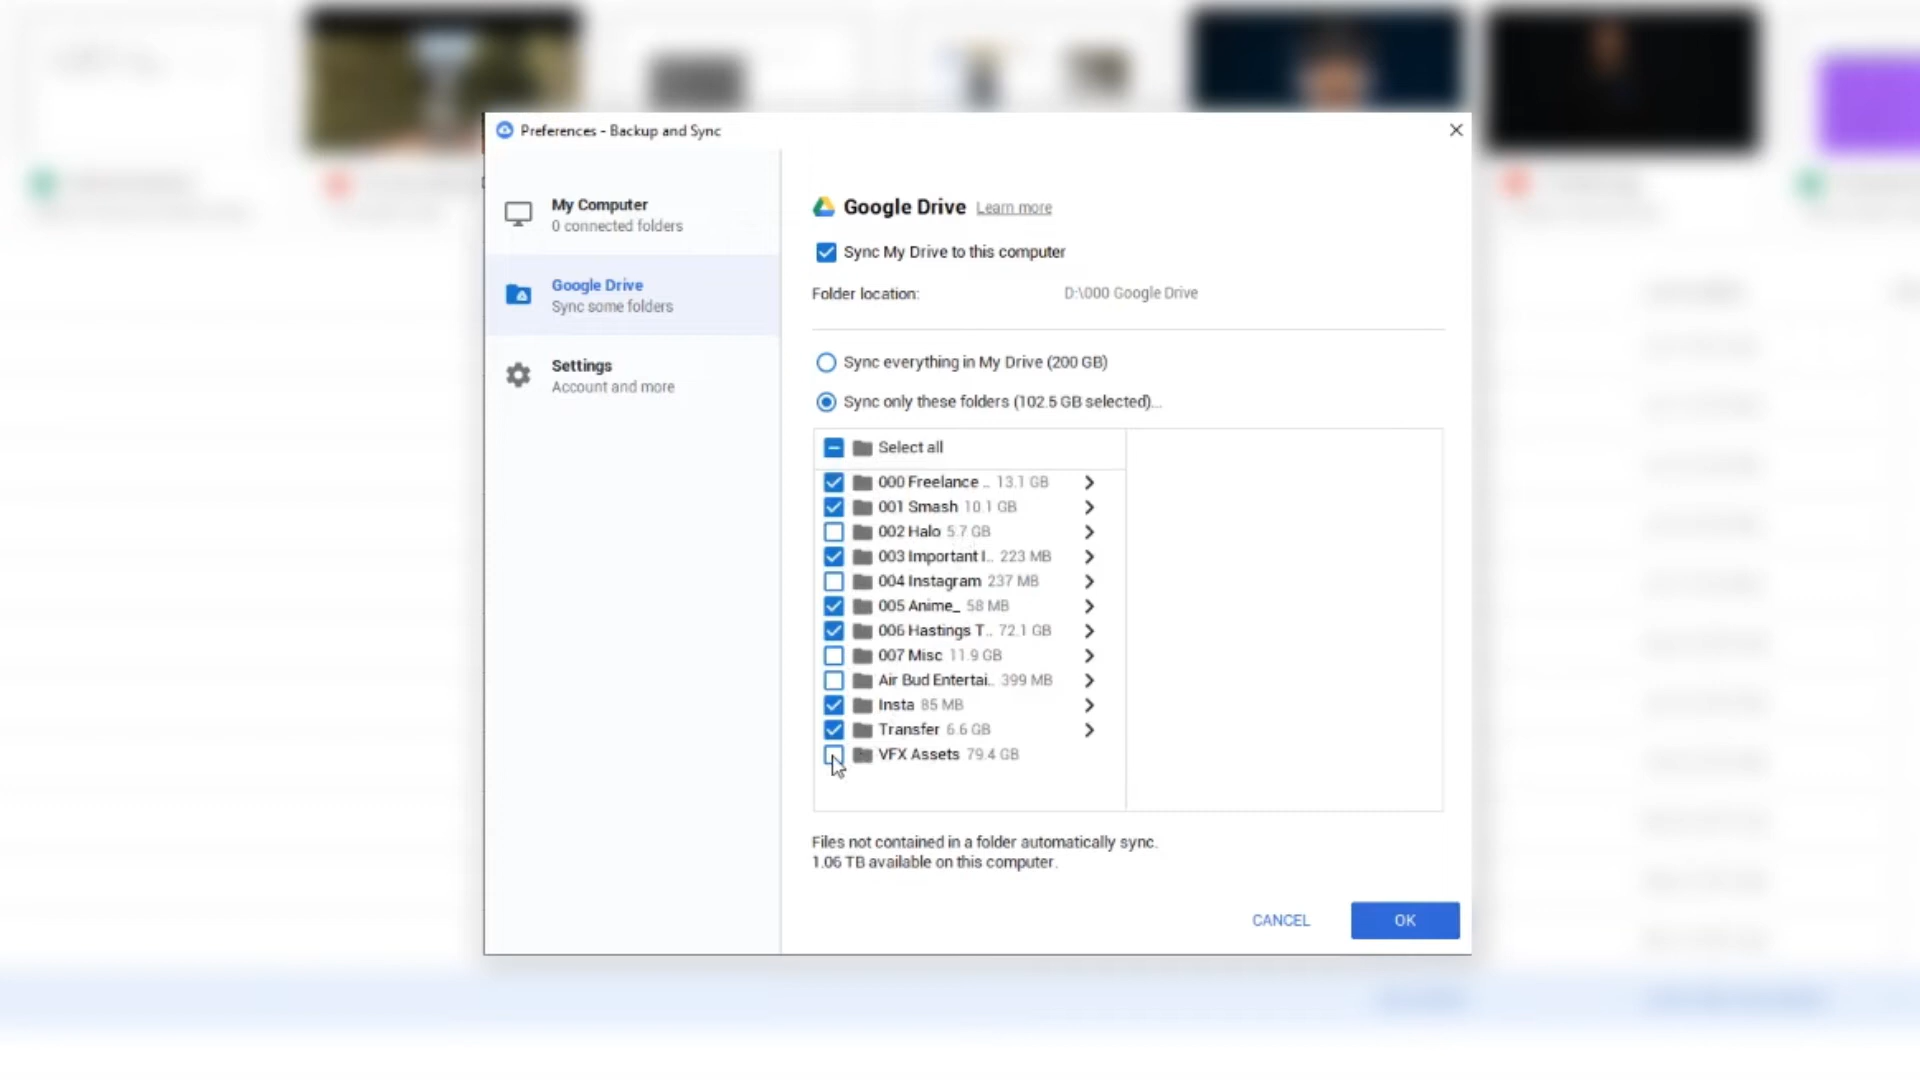 Preferences - Backup and Sync
My Computer
0 connected folders
Google Drive
Sync some folders
Settings
Account and more
Google Drive Learn more
Sync My Drive to this computer
Folder location: D:\000 Google Drive
Sync everything in My Drive (200 GB)
Sync only these folders (102.5 GB selected)...
Select all
000 Freelance .. 13.1 GB
001 Smash 10.1 GB
002 Halo 5.7 GB
003 Important I.. 223 MB
004 Instagram 237 MB
005 Anime_ 58 MB
006 Hastings T.. 72.1 GB
007 Misc 11.9 GB
Air Bud Entertai.. 399 MB
Insta 85 MB
Transfer 6.6 GB
VFX Assets 79.4 GB
Files not contained in a folder automatically sync.
1.06 TB available on this computer.
CANCEL
OK